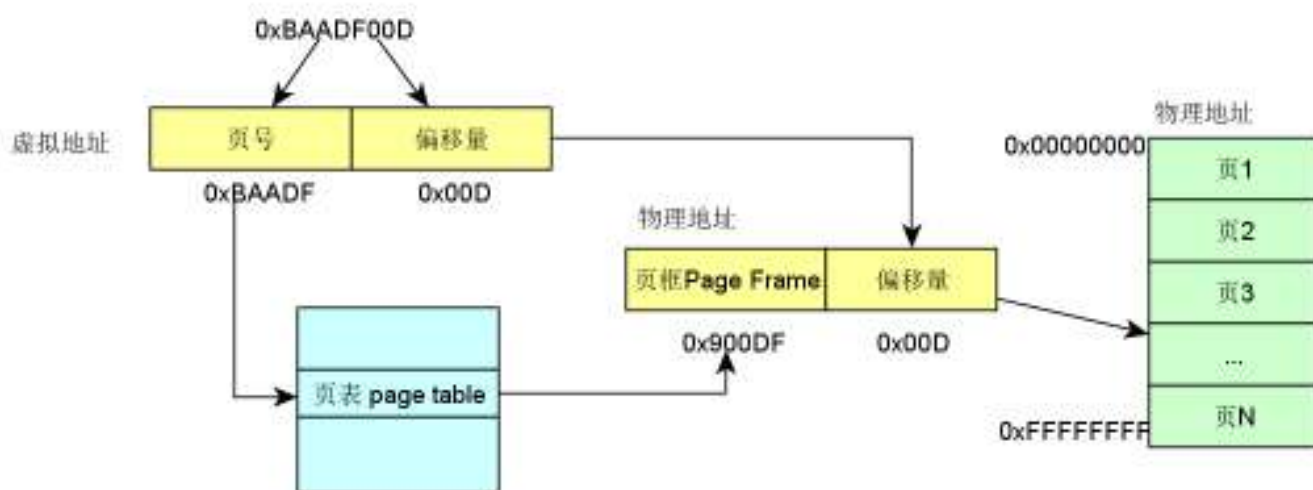 0xBAADF00D
虚拟地址
页号
偏移量
0xBAADF
0x00D
页表 page table
物理地址
页框Page Frame
偏移量
0x900DF
0x00D
物理地址
0x00000000
页1
页2
页3
...
页N
0xFFFFFFFF